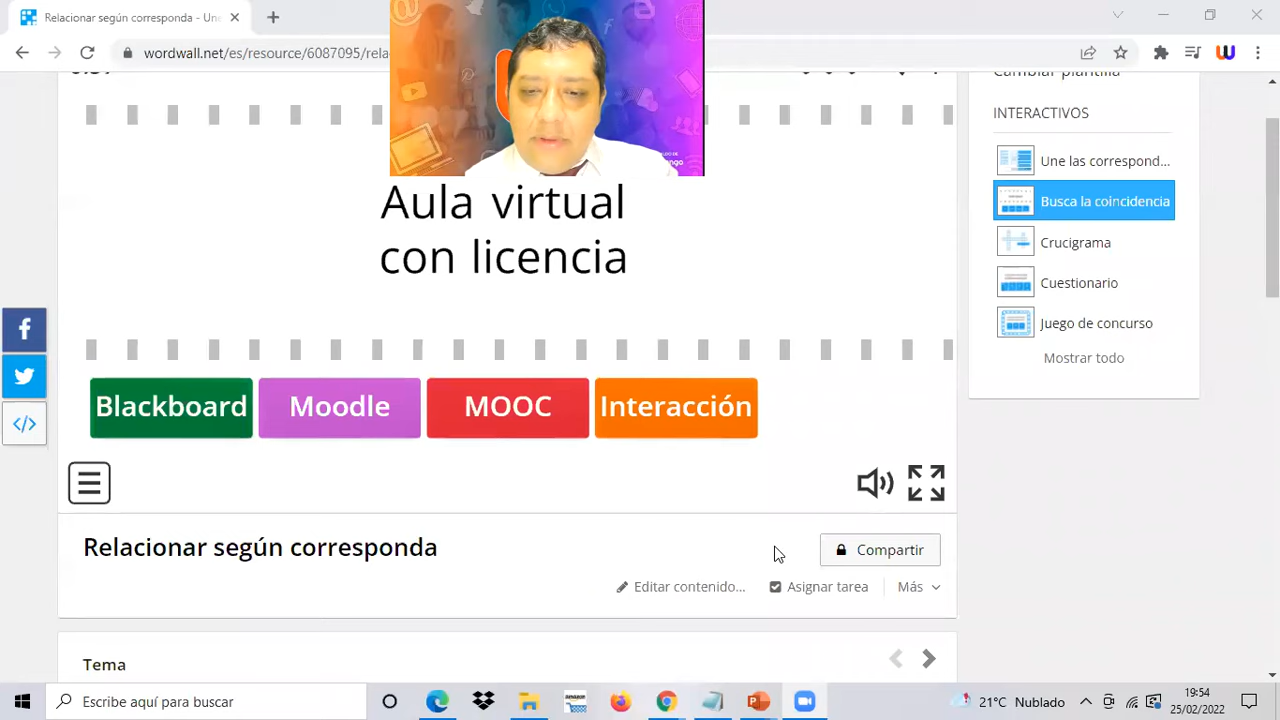 Relacionar según corresponda - Une
wordwall.net/es/resource/6087095/rela
Cambiar plantilla
INTERACTIVOS
Une las correspond...
Busca la coincidencia
Crucigrama
Cuestionario
Juego de concurso
Mostrar todo
Aula virtual
con licencia
Blackboard
Moodle
MOOC
Interacción
Relacionar según corresponda
Compartir
Editar contenido...
Asignar tarea
Más
Tema
Escribe aquí para buscar
21°C Nublado
19:54
25/02/2022